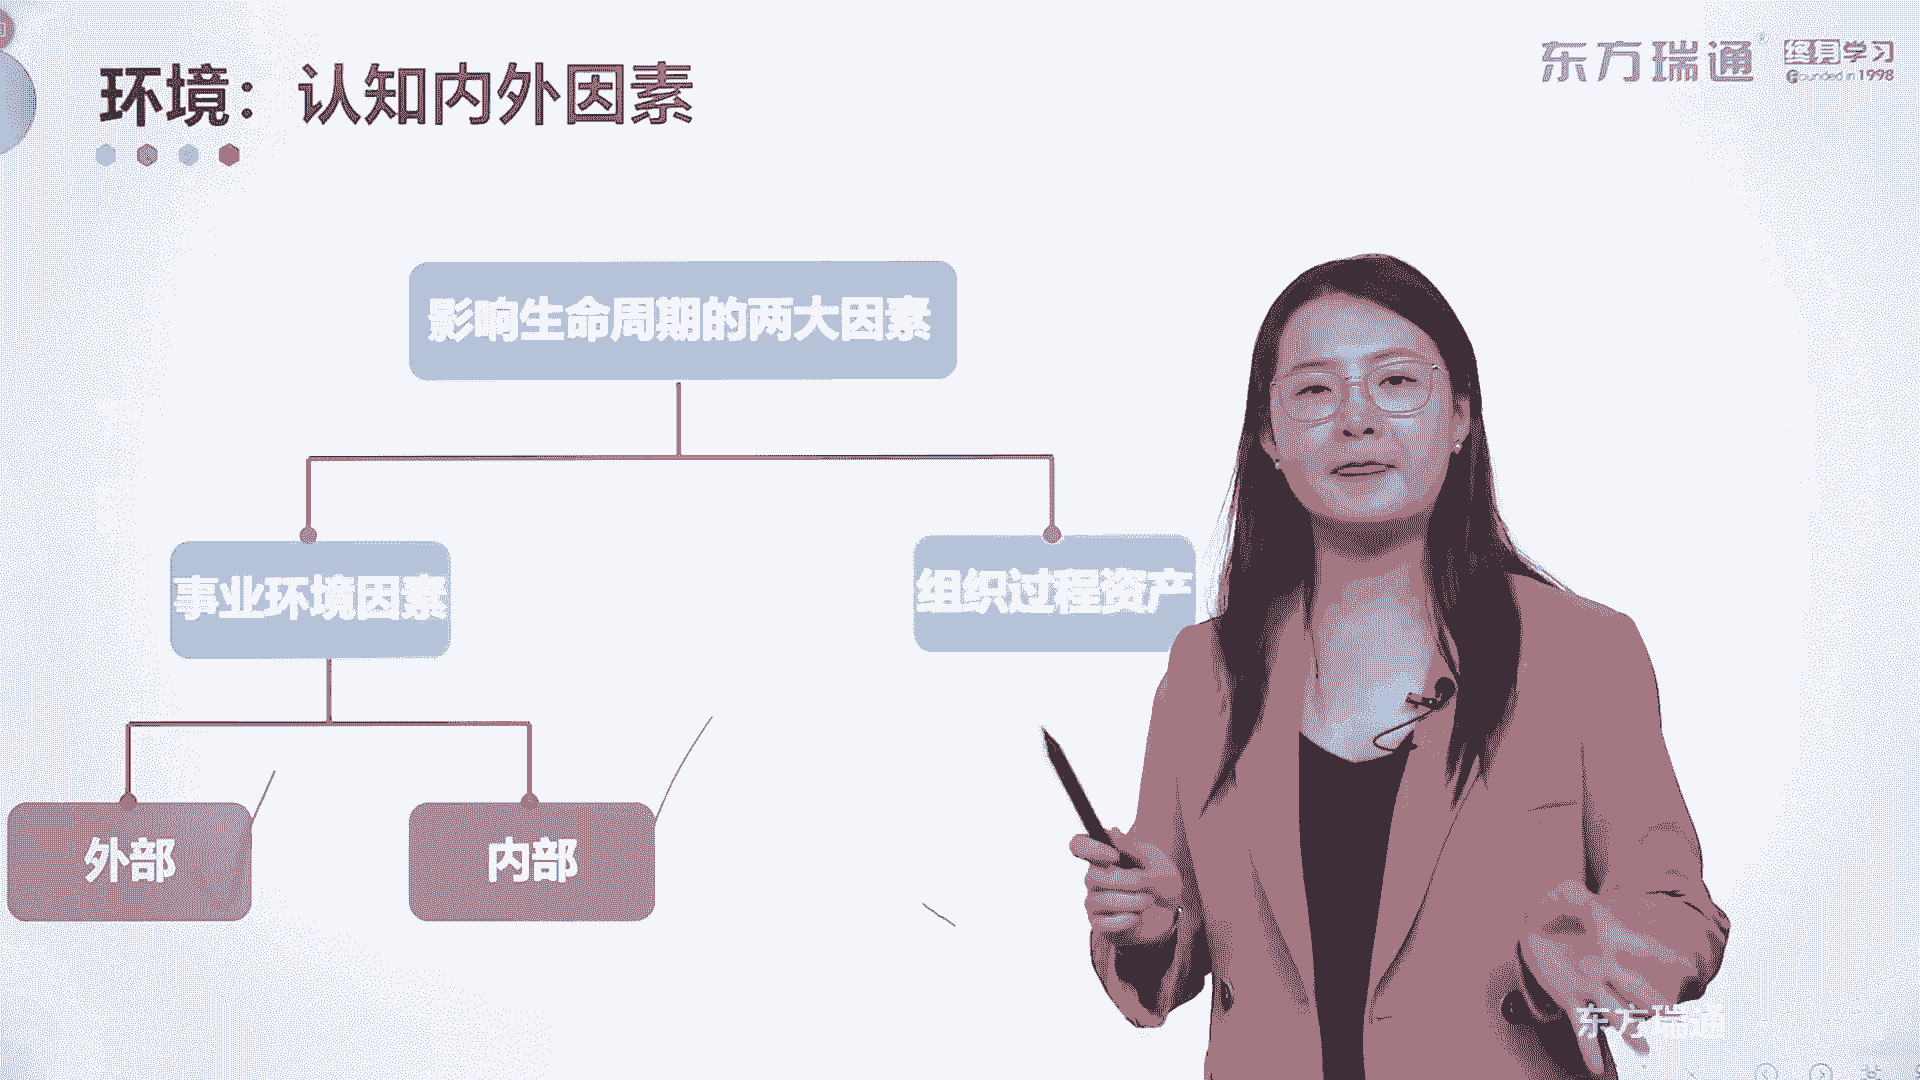 环境：认知内外因素
东方瑞通®
终身学习
Founded in 1998
影响生命周期的两大因素
事业环境因素
组织过程资产
外部
内部
东方瑞通